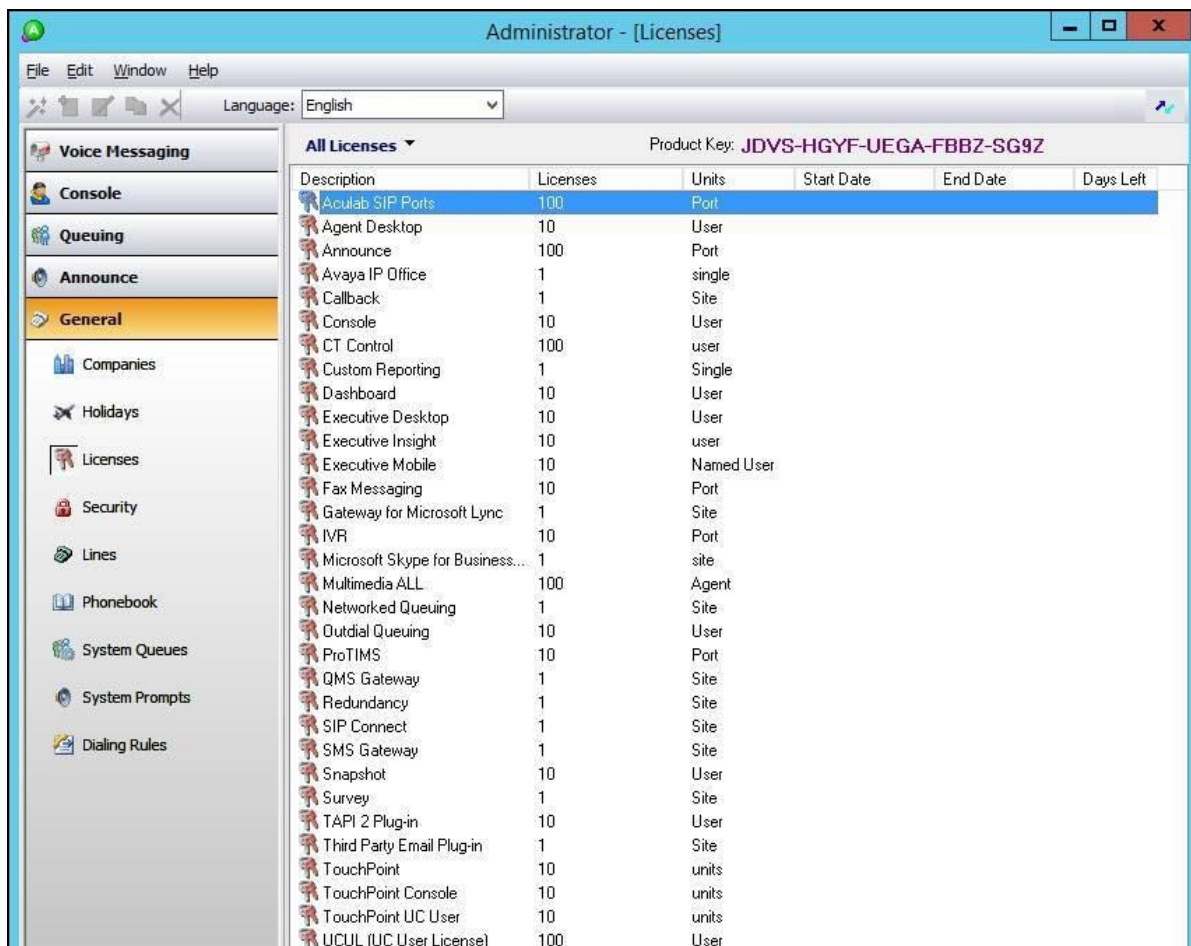 Administrator - [Licenses]
File Edit Window Help
Language: English
Voice Messaging
Console
Queuing
Announce
General
Companies
Holidays
Licenses
Security
Lines
Phonebook
System Queues
System Prompts
Dialing Rules
All Licenses Product Key: JDVS-HGYF-UEGA-FBBZ-SG9Z
Description Licenses Units Start Date End Date Days Left
Aculab SIP Ports 100 Port
Agent Desktop 10 User
Announce 100 Port
Avaya IP Office 1 single
Callback 1 Site
Console 10 User
CT Control 100 user
Custom Reporting 1 Single
Dashboard 10 User
Executive Desktop 10 User
Executive Insight 10 user
Executive Mobile 10 Named User
Fax Messaging 10 Port
Gateway for Microsoft Lync 1 Site
IVR 10 Port
Microsoft Skype for Business... 1 site
Multimedia ALL 100 Agent
Networked Queuing 1 Site
Outdial Queuing 10 User
ProTIMS 10 Port
QMS Gateway 1 Site
Redundancy 1 Site
SIP Connect 1 Site
SMS Gateway 1 Site
Snapshot 10 User
Survey 1 Site
TAPI 2 Plug-in 10 User
Third Party Email Plug-in 1 Site
TouchPoint 10 units
TouchPoint Console 10 units
TouchPoint UC User 10 units
UCUL (UC User License) 100 User